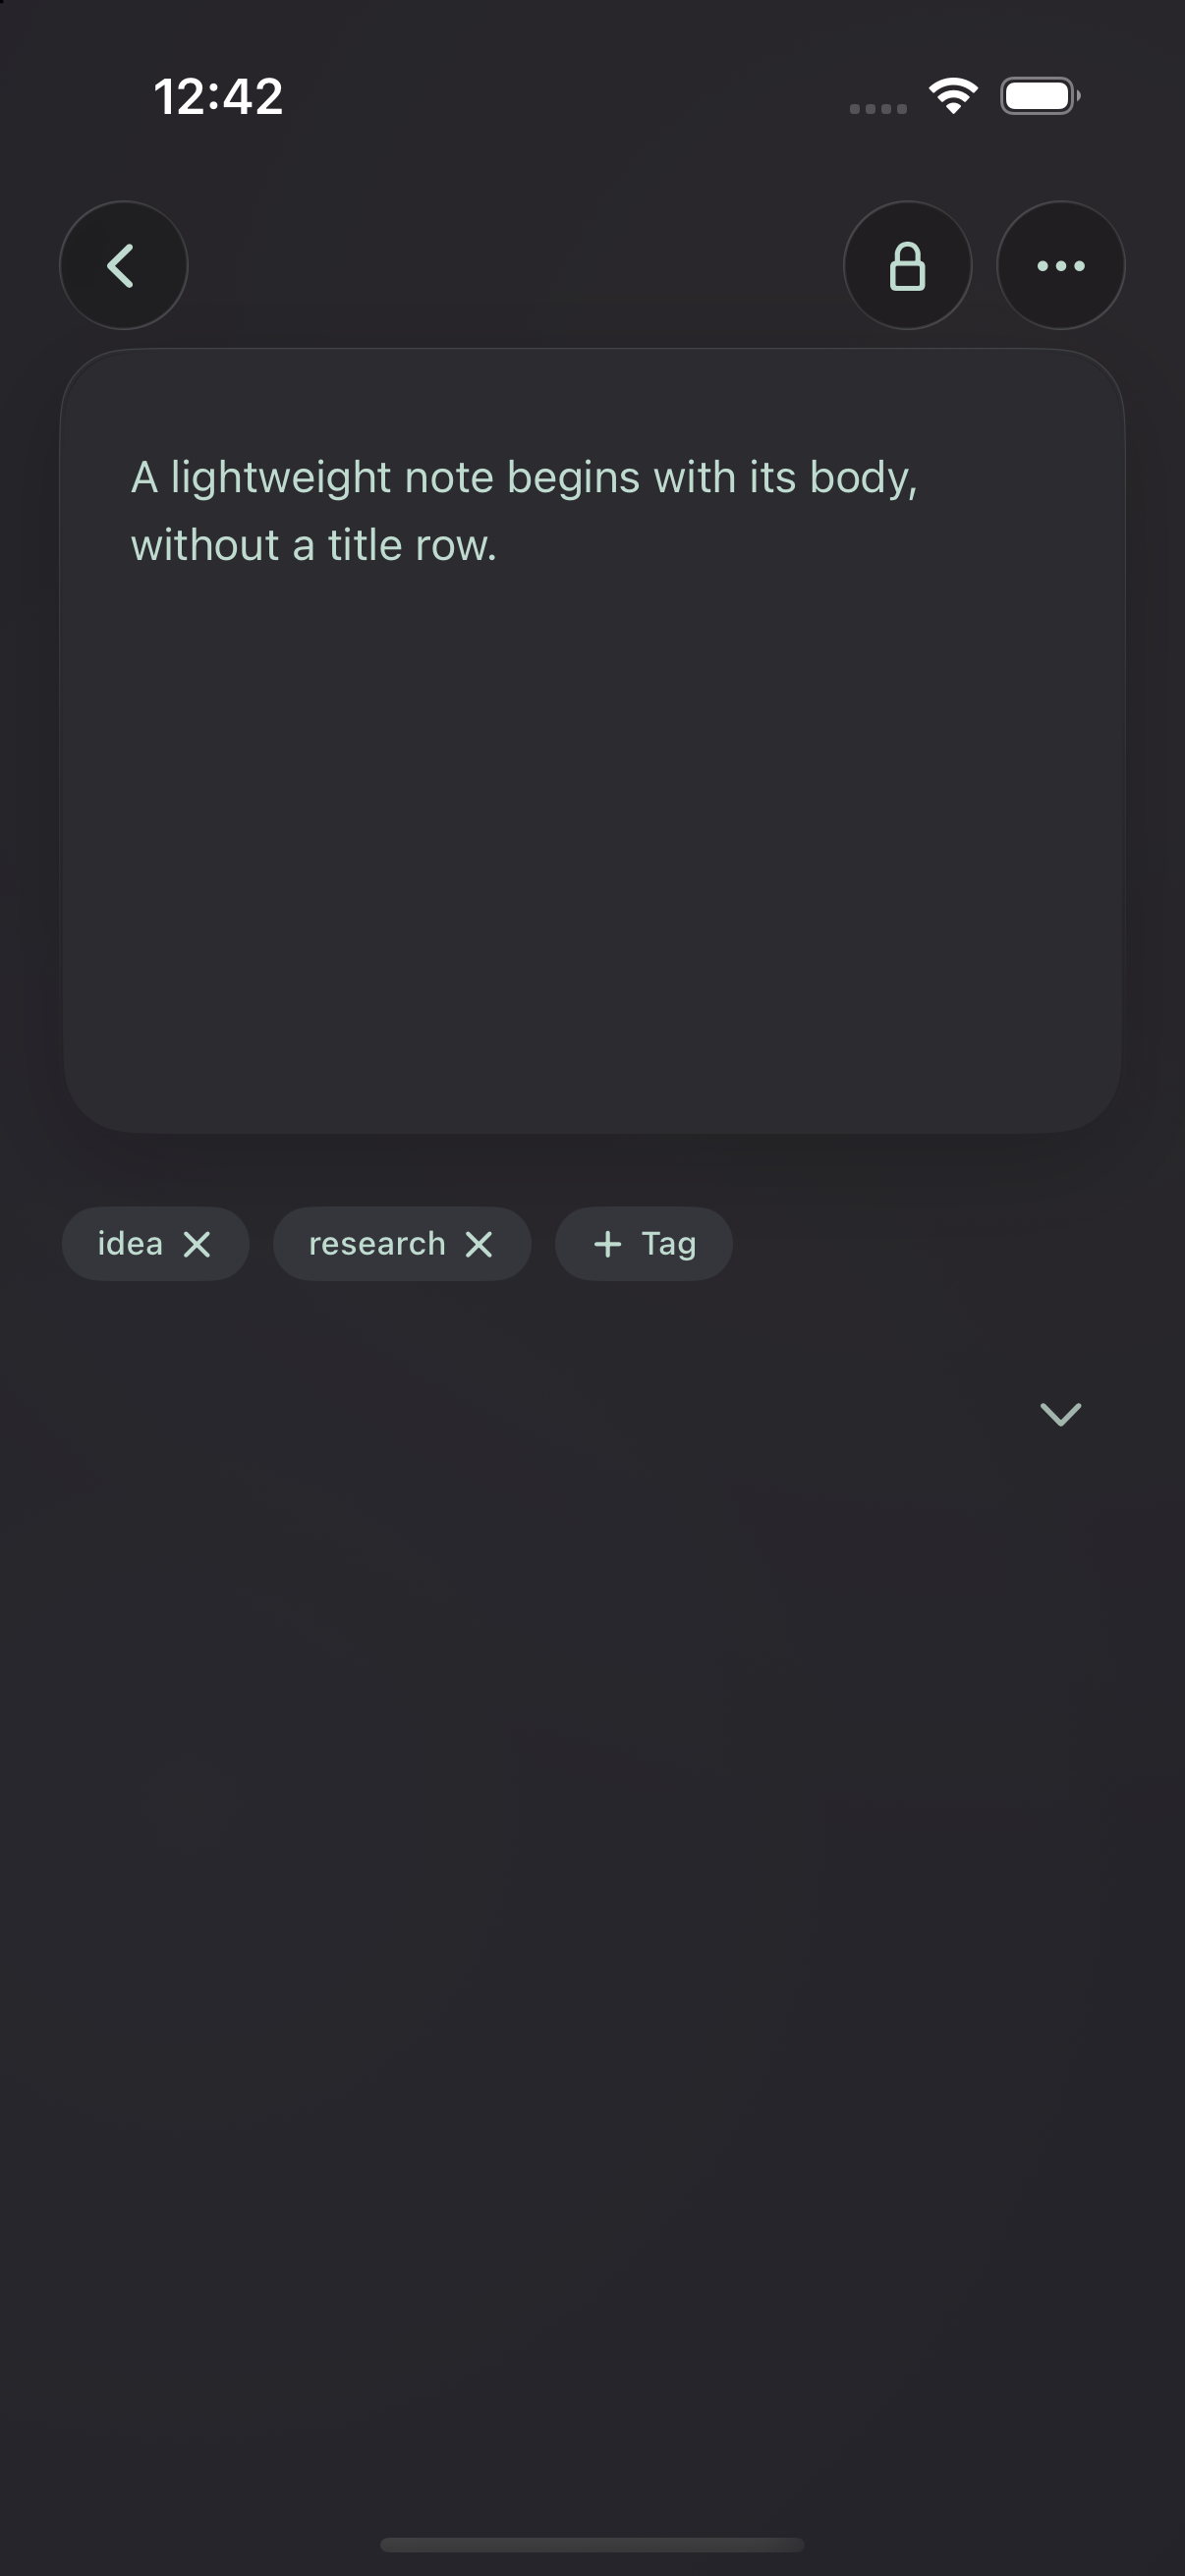 12:42
A lightweight note begins with its body,
without a title row.
idea
research
Tag